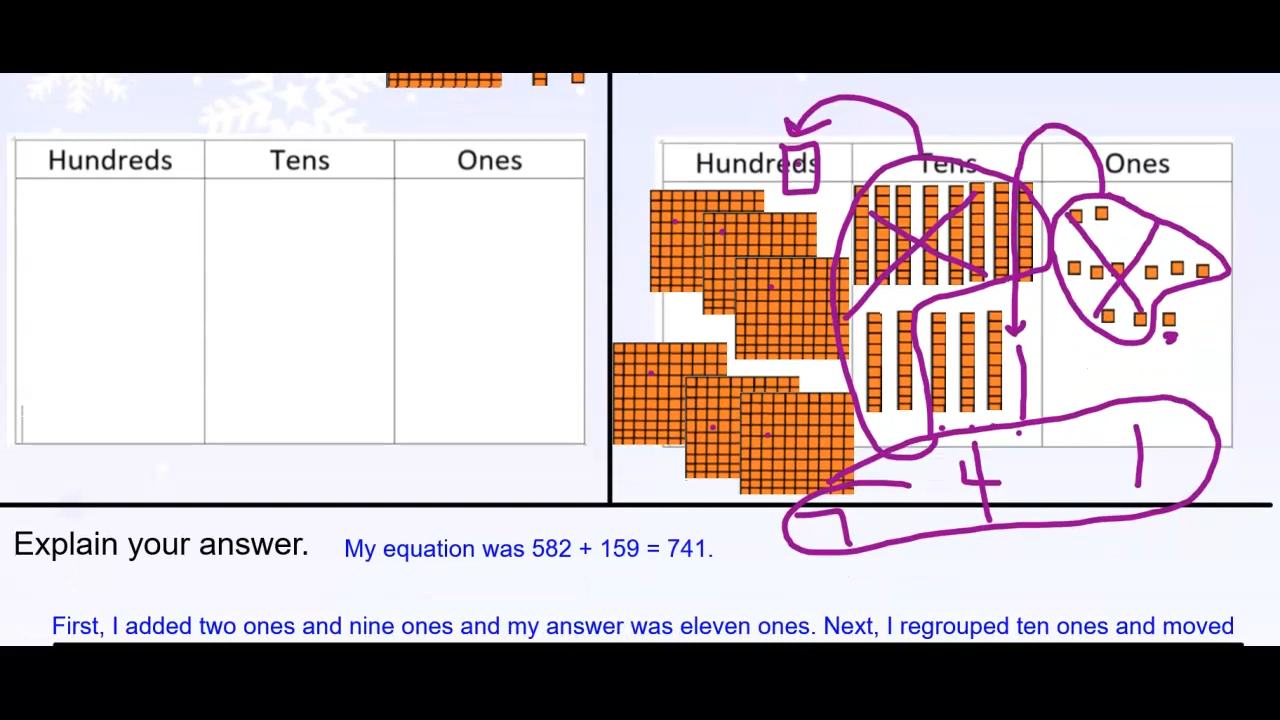 Hundreds Tens Ones
Hundreds Tens Ones
4 1
7
Explain your answer. My equation was 582 + 159 = 741.
First, I added two ones and nine ones and my answer was eleven ones. Next, I regrouped ten ones and moved